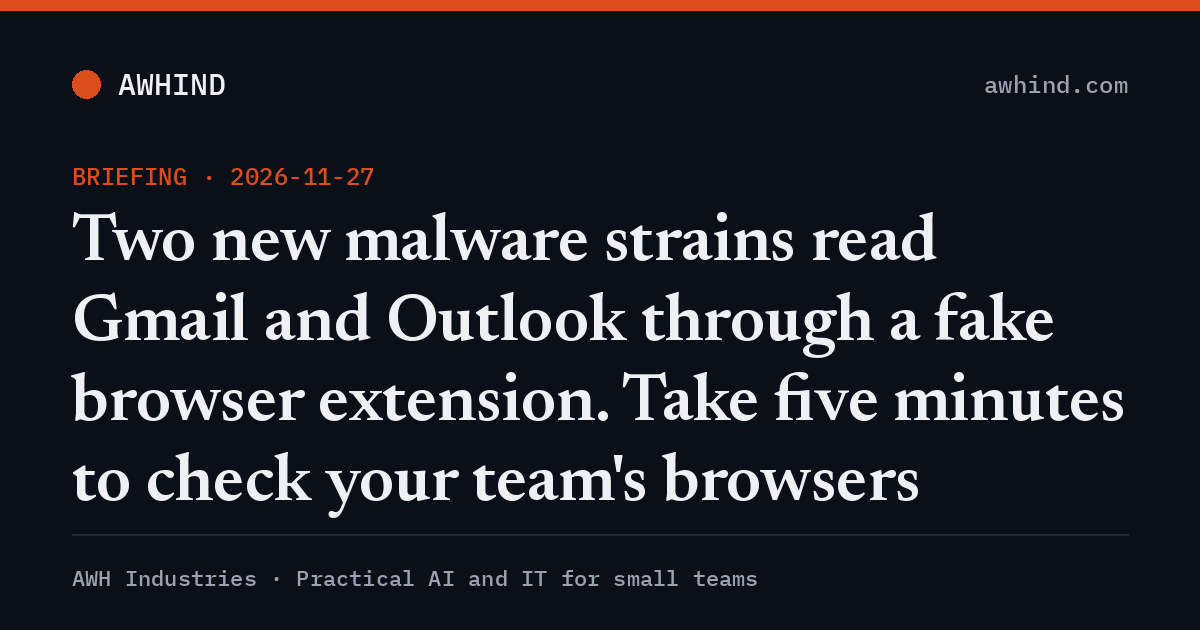 AWHIND
awhind.com
BRIEFING · 2026-11-27
Two new malware strains read
Gmail and Outlook through a fake
browser extension. Take five minutes
to check your team's browsers
AWH Industries · Practical AI and IT for small teams